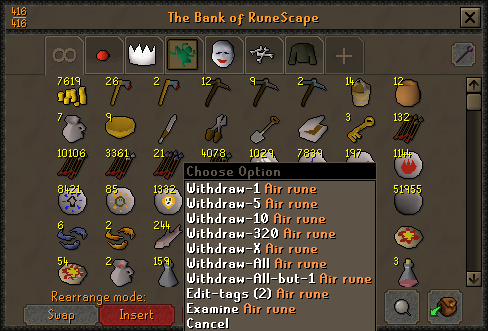 416
416
The Bank of RuneScape
7619 26 2 12 9 2 14 12
7 9 3 132
10106 3361 21 4078 1029 7839 197 1144
8421 85 1332 51955
6 2 244
54 2 159 3
Choose Option
Withdraw-1 Air rune
Withdraw-5 Air rune
Withdraw-10 Air rune
Withdraw-320 Air rune
Withdraw-X Air rune
Withdraw-All Air rune
Withdraw-All-but-1 Air rune
Edit-tags (2) Air rune
Examine Air rune
Cancel
Rearrange mode:
Swap Insert